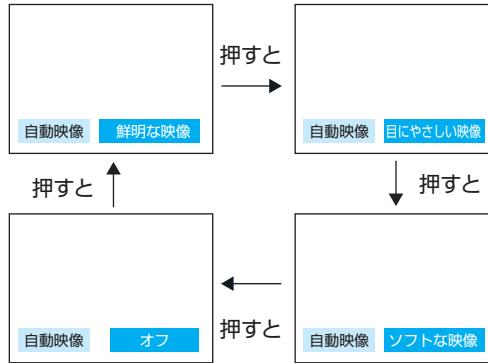 押すと
自動映像 鮮明な映像
自動映像 目にやさしい映像
押すと
押すと
自動映像 オフ
押すと
自動映像 ソフトな映像